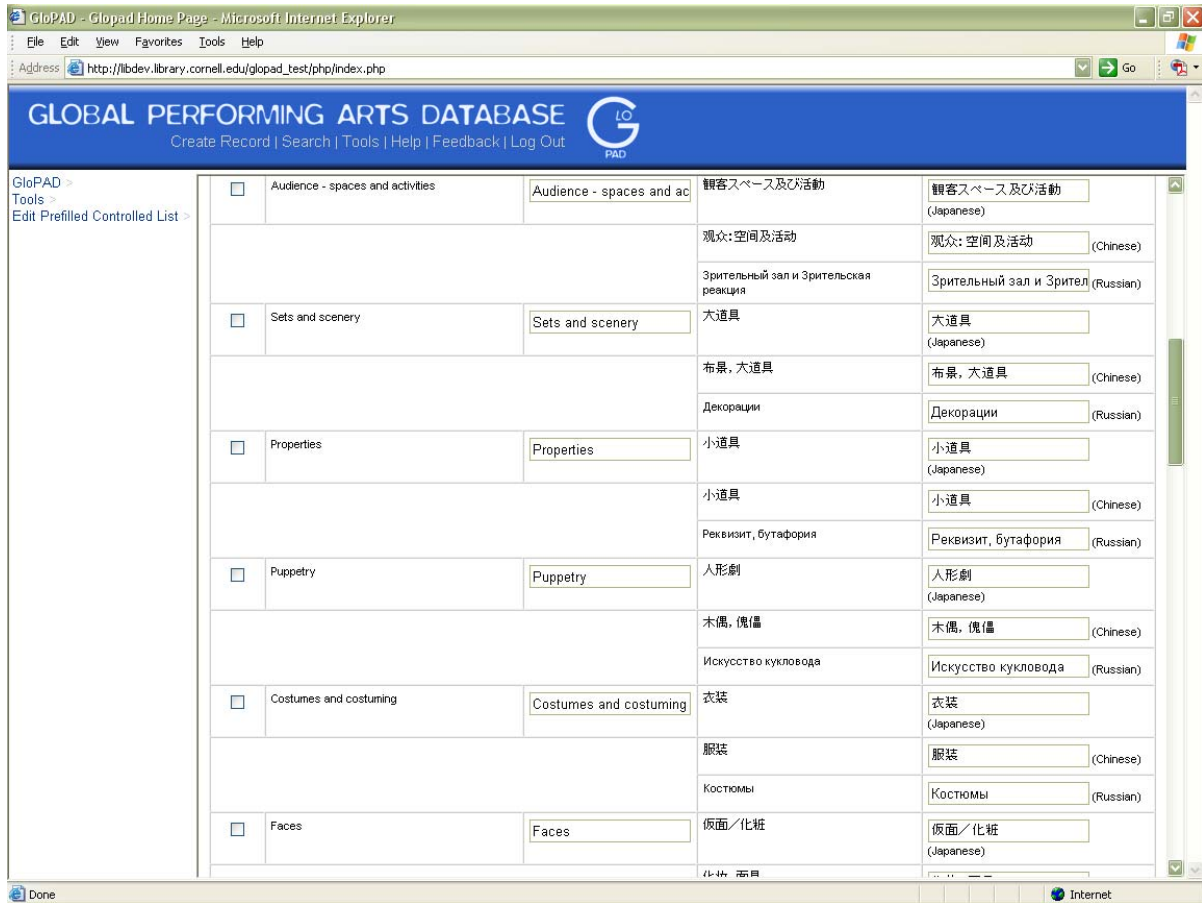 GloPAD - Glopad Home Page - Microsoft Internet Explorer
File Edit View Favorites Tools Help
Address http://libdev.library.cornell.edu/glopad_test/php/index.php Go
GLOBAL PERFORMING ARTS DATABASE
LO
G
PAD
Create Record | Search | Tools | Help | Feedback | Log Out
GloPAD >
Tools >
Edit Prefilled Controlled List >
Audience - spaces and activities
Audience - spaces and ac
観客スペース及び活動
観客スペース及び活動
(Japanese)
观众:空间及活动
观众:空间及活动 (Chinese)
Зрительный зал и Зрительская
реакция
Зрительный зал и Зрител (Russian)
Sets and scenery
Sets and scenery
大道具
大道具
(Japanese)
布景, 大道具
布景, 大道具 (Chinese)
Декорации
Декорации (Russian)
Properties
Properties
小道具
小道具
(Japanese)
小道具
小道具 (Chinese)
Реквизит, бутафория
Реквизит, бутафория (Russian)
Puppetry
Puppetry
人形劇
人形劇
(Japanese)
木偶, 傀儡
木偶, 傀儡 (Chinese)
Искусство кукловода
Искусство кукловода (Russian)
Costumes and costuming
Costumes and costuming
衣装
衣装
(Japanese)
服装
服装 (Chinese)
Костюмы
Костюмы (Russian)
Faces
Faces
仮面／化粧
仮面／化粧
(Japanese)
Done
Internet